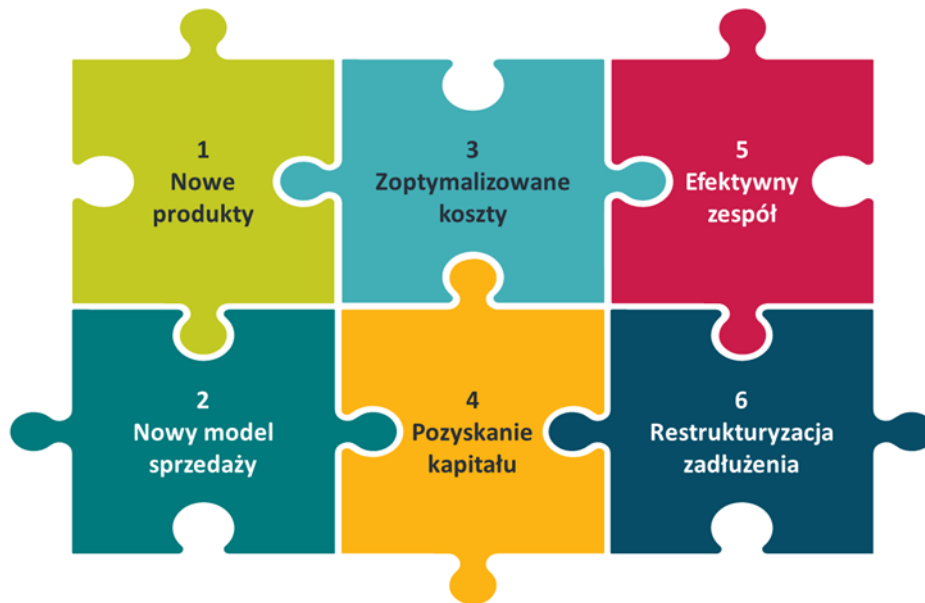 1
Nowe
produkty
3
Zoptymalizowane
koszty
5
Efektywny
zespół
2
Nowy model
sprzedaży
4
Pozyskanie
kapitału
6
Restrukturyzacja
zadłużenia